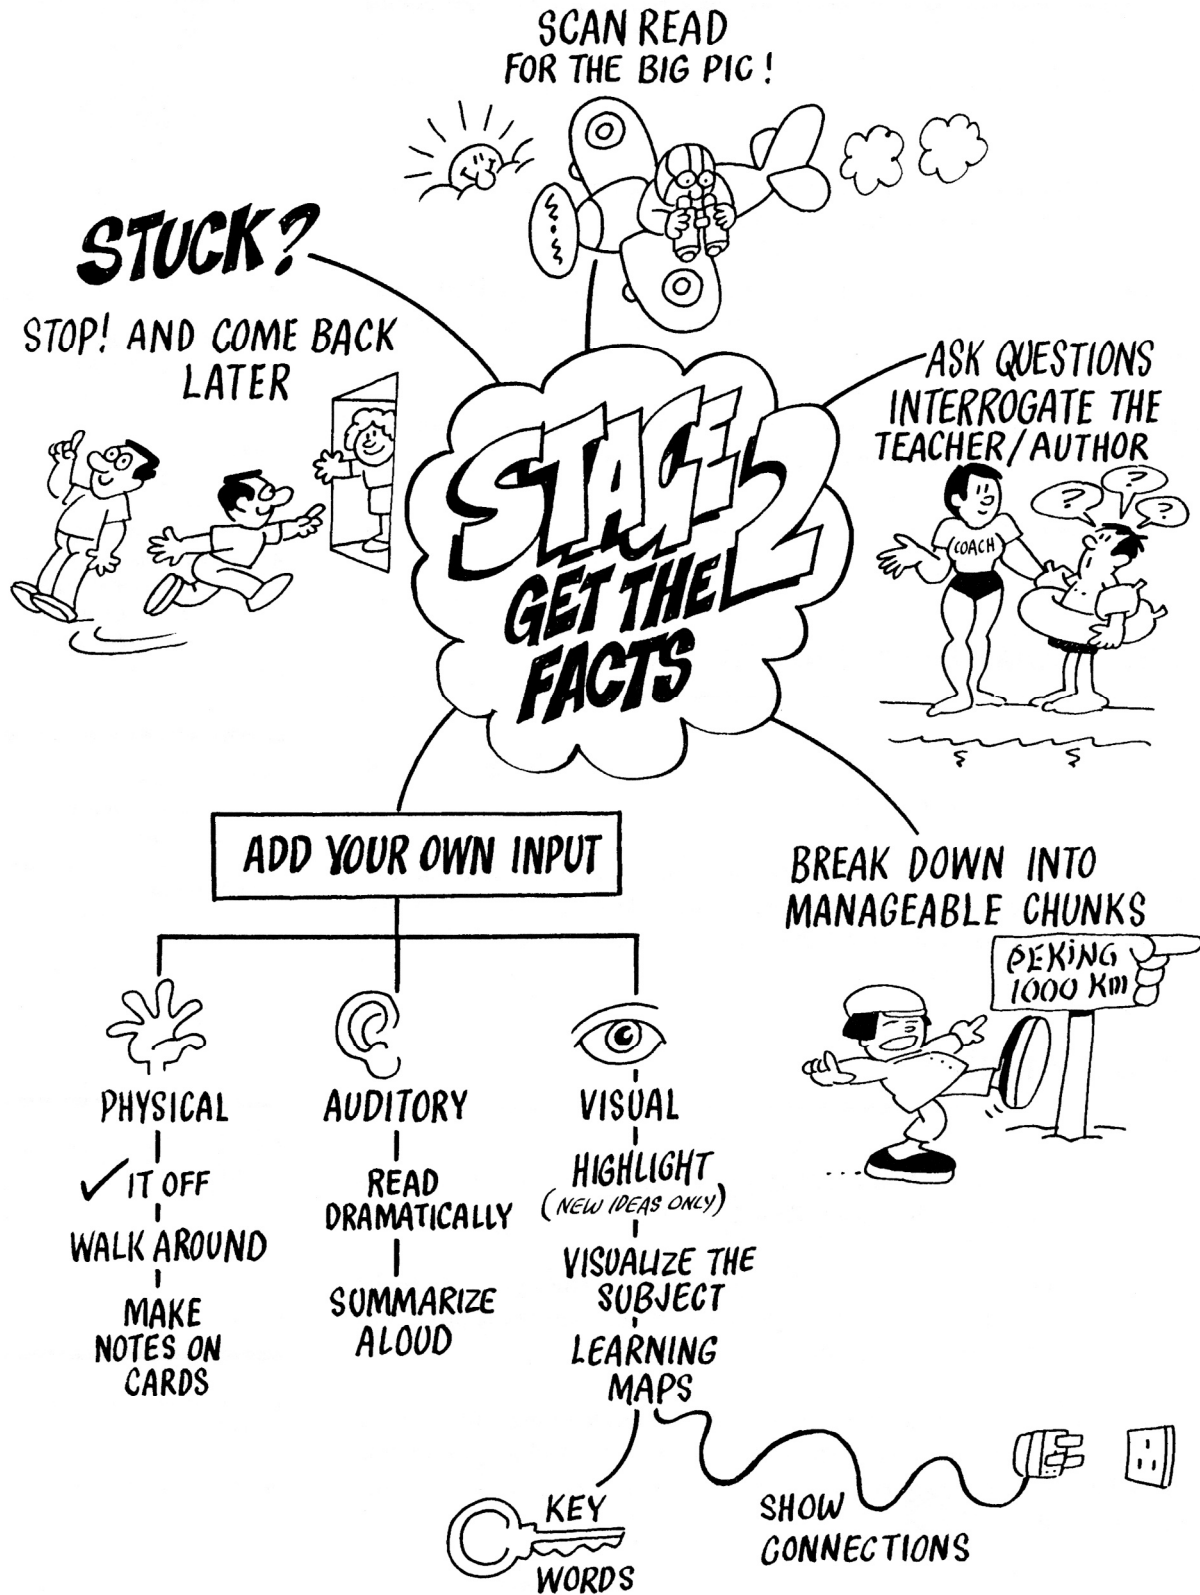 SCAN READ
FOR THE BIG PIC!
STUCK?
STOP! AND COME BACK
LATER
ASK QUESTIONS
INTERROGATE THE
TEACHER/AUTHOR
?
?
?
COACH
STAGE 2
GET THE
FACTS
ADD YOUR OWN INPUT
BREAK DOWN INTO
MANAGEABLE CHUNKS
PEKING
1000 Km
PHYSICAL
✓ IT OFF
WALK AROUND
MAKE
NOTES ON
CARDS
AUDITORY
READ
DRAMATICALLY
SUMMARIZE
ALOUD
VISUAL
HIGHLIGHT
(NEW IDEAS ONLY)
VISUALIZE THE
SUBJECT
LEARNING
MAPS
KEY
WORDS
SHOW
CONNECTIONS